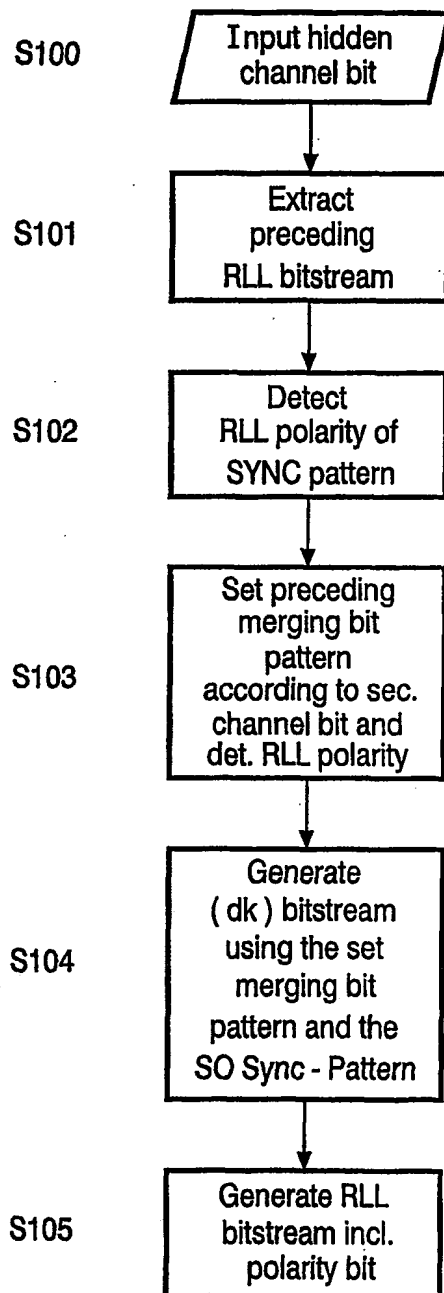 S100
Input hidden
channel bit
S101
Extract
preceding
RLL bitstream
S102
Detect
RLL polarity of
SYNC pattern
S103
Set preceding
merging bit
pattern
according to sec.
channel bit and
det. RLL polarity
S104
Generate
( dk ) bitstream
using the set
merging bit
pattern and the
SO Sync - Pattern
S105
Generate RLL
bitstream incl.
polarity bit